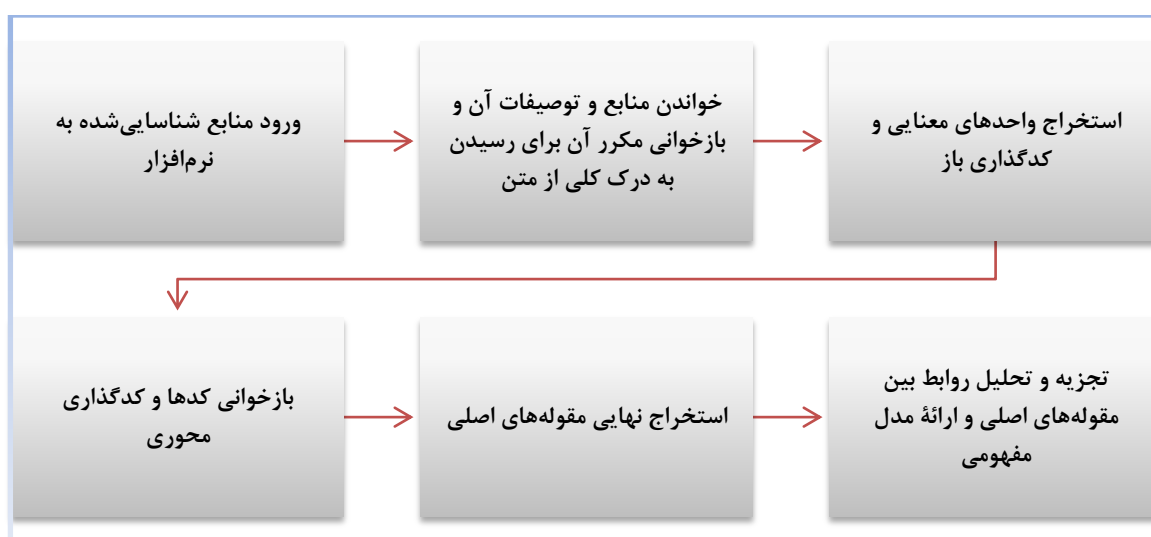 ورود منابع شناسایی‌شده به
نرم‌افزار
خواندن منابع و توصیفات آن و
بازخوانی مکرر آن برای رسیدن
به درک کلی از متن
استخراج واحدهای معنایی و
کدگذاری باز
بازخوانی کدها و کدگذاری
محوری
استخراج نهایی مقوله‌های اصلی
تجزیه و تحلیل روابط بین
مقوله‌های اصلی و ارائۀ مدل
مفهومی